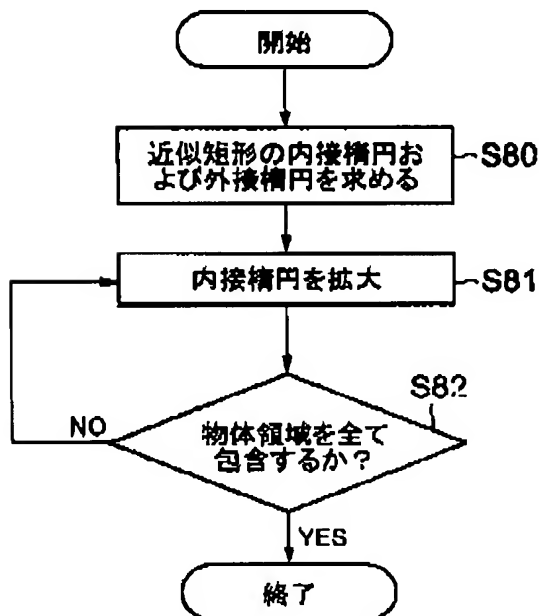 開始
近似矩形の内接楕円お
よび外接楕円を求める
S80
内接楕円を拡大
S81
S82
物体領域を全て
包含するか?
NO
YES
終了